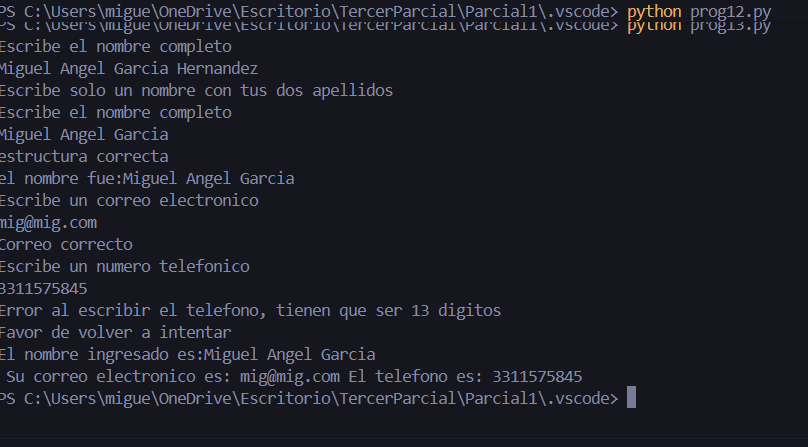 PS C:\Users\migue\OneDrive\Escritorio\TercerParcial\Parcial1\.vscode> python prog12.py
PS C:\Users\migue\OneDrive\Escritorio\TercerParcial\Parcial1\.vscode> python prog13.py
Escribe el nombre completo
Miguel Angel Garcia Hernandez
Escribe solo un nombre con tus dos apellidos
Escribe el nombre completo
Miguel Angel Garcia
estructura correcta
el nombre fue:Miguel Angel Garcia
Escribe un correo electronico
mig@mig.com
Correo correcto
Escribe un numero telefonico
3311575845
Error al escribir el telefono, tienen que ser 13 digitos
Favor de volver a intentar
El nombre ingresado es:Miguel Angel Garcia
Su correo electronico es: mig@mig.com El telefono es: 3311575845
PS C:\Users\migue\OneDrive\Escritorio\TercerParcial\Parcial1\.vscode>